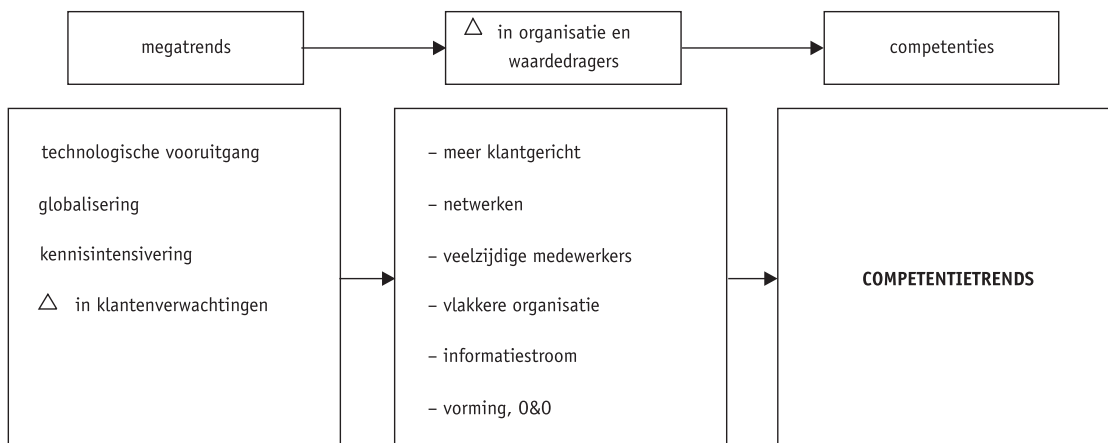 megatrends
△ in organisatie en
waardedragers
competenties
technologische vooruitgang
globalisering
kennisintensivering
△ in klantenverwachtingen
– meer klantgericht
– netwerken
– veelzijdige medewerkers
– vlakkere organisatie
– informatiestroom
– vorming, O&O
COMPETENTIETRENDS